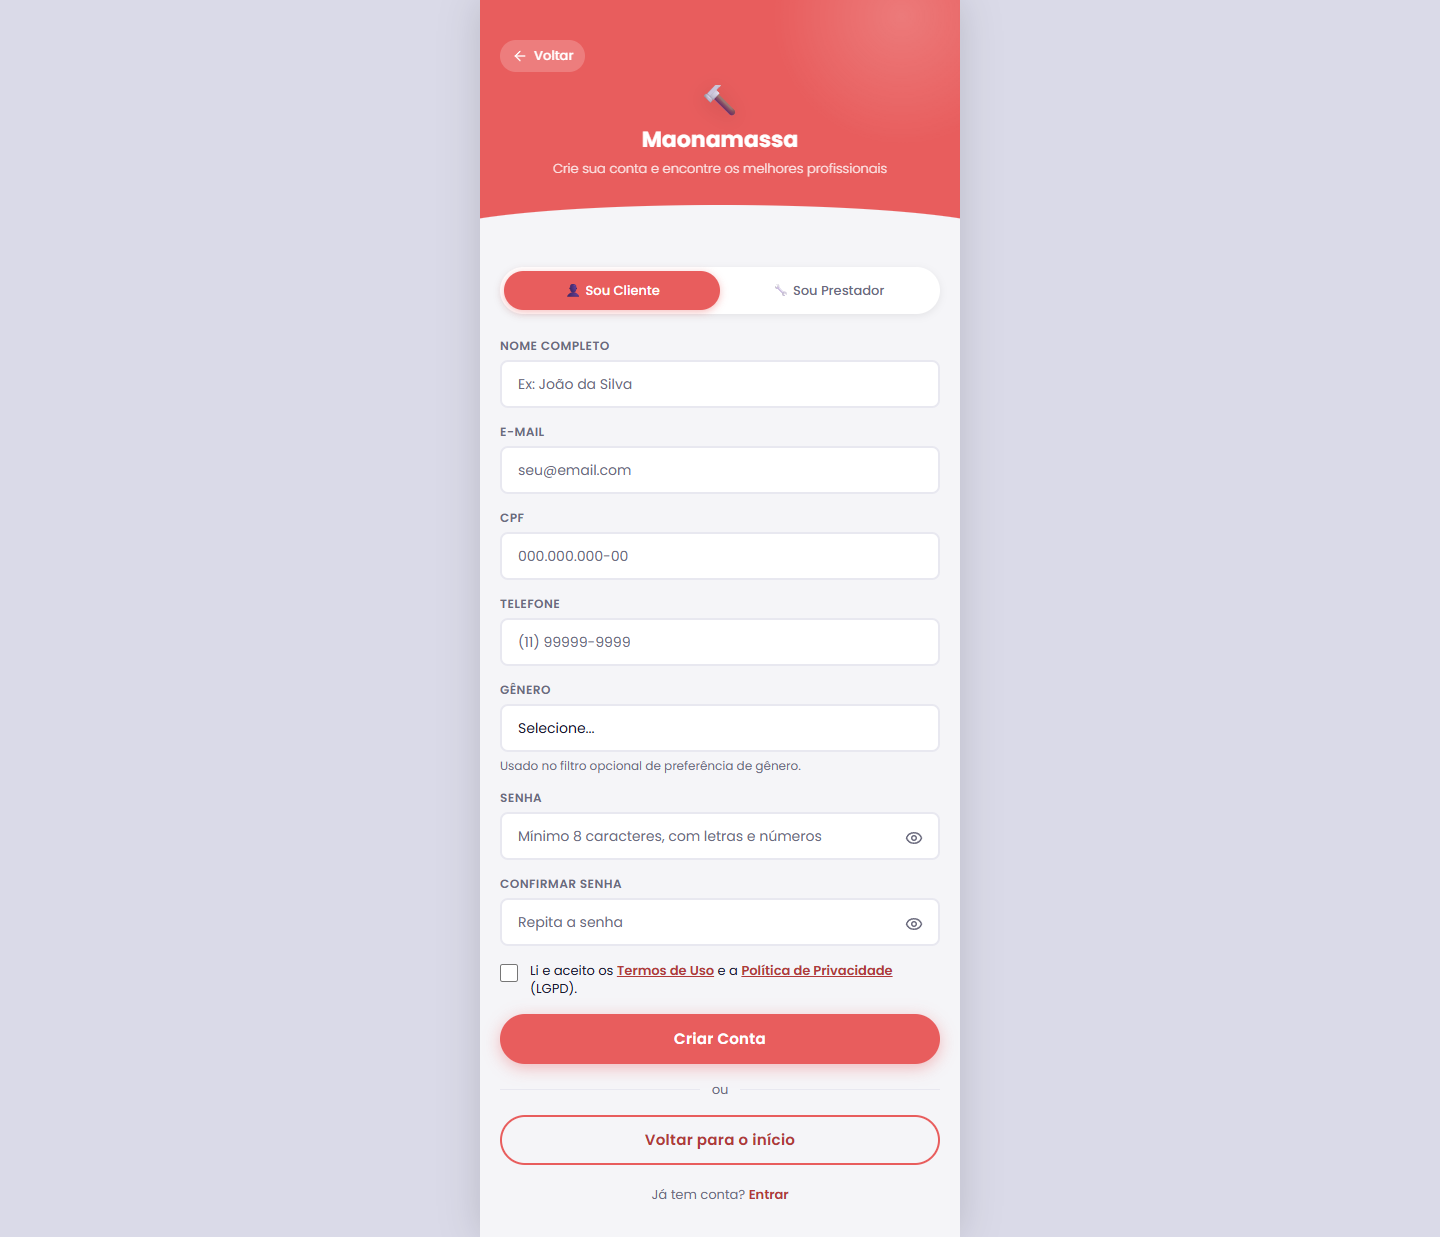 Voltar
Maonamassa
Crie sua conta e encontre os melhores profissionais
Sou Cliente
Sou Prestador
NOME COMPLETO
Ex: João da Silva
E-MAIL
seu@email.com
CPF
000.000.000-00
TELEFONE
(11) 99999-9999
GÊNERO
Selecione...
Usado no filtro opcional de preferência de gênero.
SENHA
Mínimo 8 caracteres, com letras e números
CONFIRMAR SENHA
Repita a senha
Li e aceito os Termos de Uso e a Política de Privacidade
(LGPD).
Criar Conta
ou
Voltar para o início
Já tem conta? Entrar